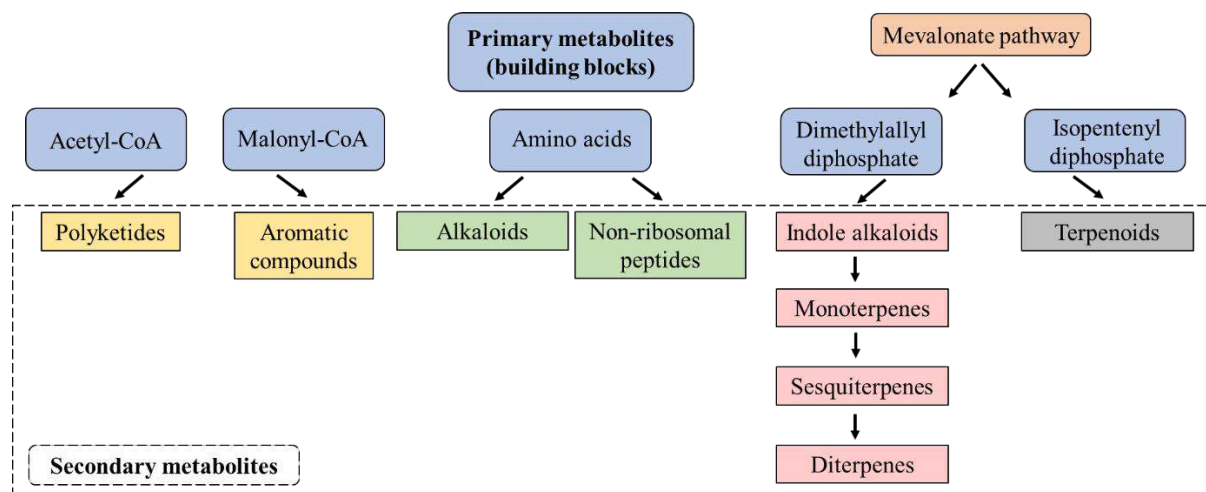 Primary metabolites
(building blocks)
Mevalonate pathway
Acetyl-CoA
Malonyl-CoA
Amino acids
Dimethylallyl
diphosphate
Isopentenyl
diphosphate
Polyketides
Aromatic
compounds
Alkaloids
Non-ribosomal
peptides
Indole alkaloids
Terpenoids
Monoterpenes
Sesquiterpenes
Diterpenes
Secondary metabolites